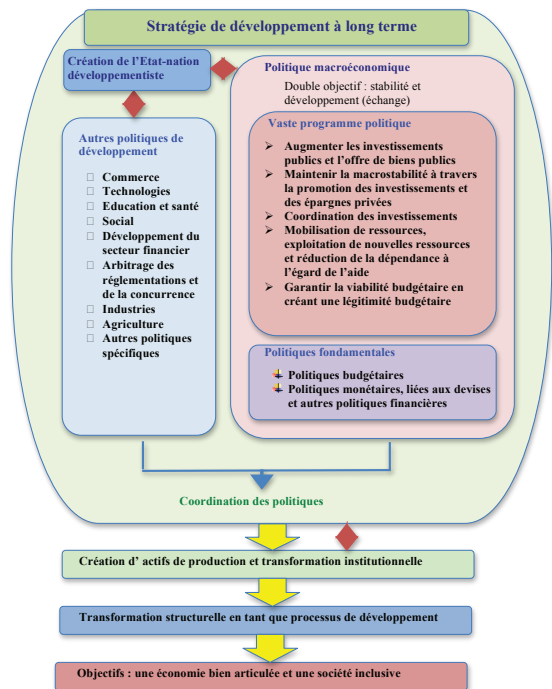 Stratégie de développement à long terme
Création de l'Etat-nation
développementiste
Politique macroéconomique
Double objectif : stabilité et
développement (échange)
Vaste programme politique
Augmenter les investissements
publics et l'offre de biens publics
Maintenir la macrostabilité à travers
la promotion des investissements et
des épargnes privées
Coordination des investissements
Mobilisation de ressources,
exploitation de nouvelles ressources
et réduction de la dépendance à
l'égard de l'aide
Garantir la viabilité budgétaire en
créant une légitimité budgétaire
Autres politiques de
développement
Commerce
Technologies
Education et santé
Social
Développement du
secteur financier
Arbitrage des
réglementations et
de la concurrence
Industries
Agriculture
Autres politiques
spécifiques
Politiques fondamentales
Politiques budgétaires
Politiques monétaires, liées aux devises
et autres politiques financières
Coordination des politiques
Création d' actifs de production et transformation institutionnelle
Transformation structurelle en tant que processus de développement
Objectifs : une économie bien articulée et une société inclusive